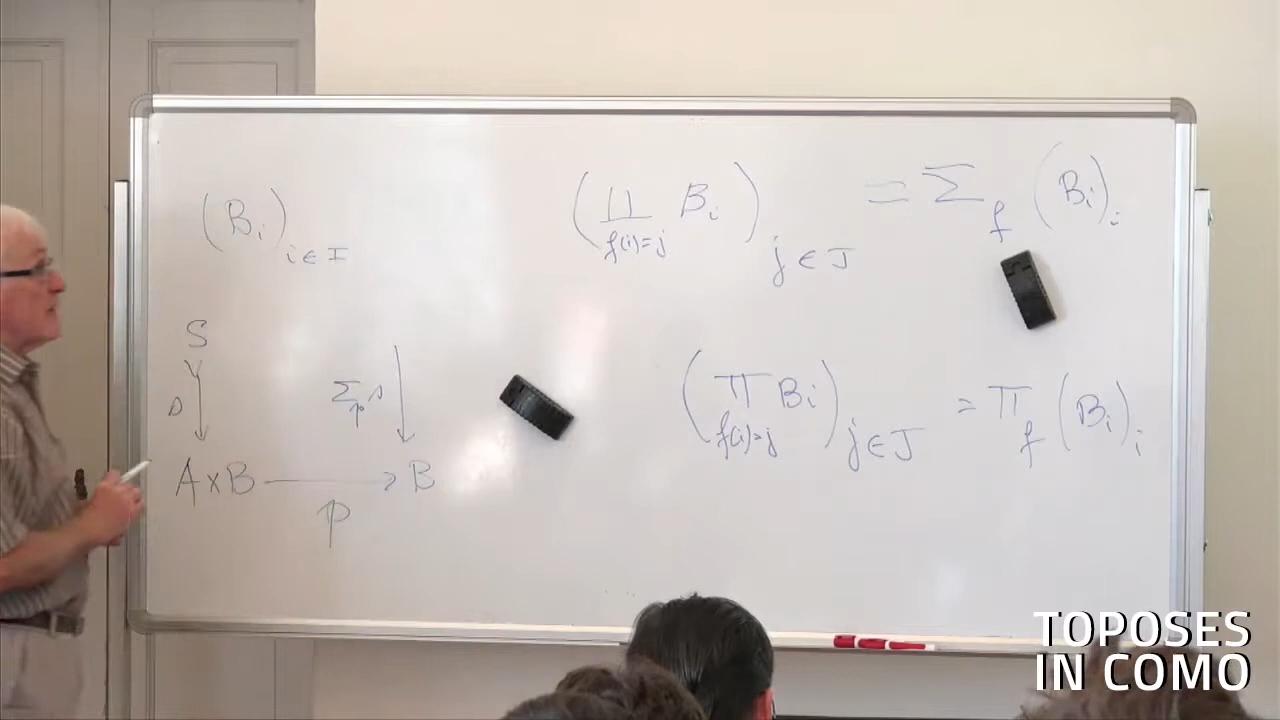 (B_i)_{i∈I}
(∐_{f(i)=j} B_i)_{j∈J} = Σ_f (B_i)_i
S
s
Σ_p s
(Π_{f(i)=j} B_i)_{j∈J} = Π_f (B_i)_i
A×B → B
p
TOPOSES
IN COMO